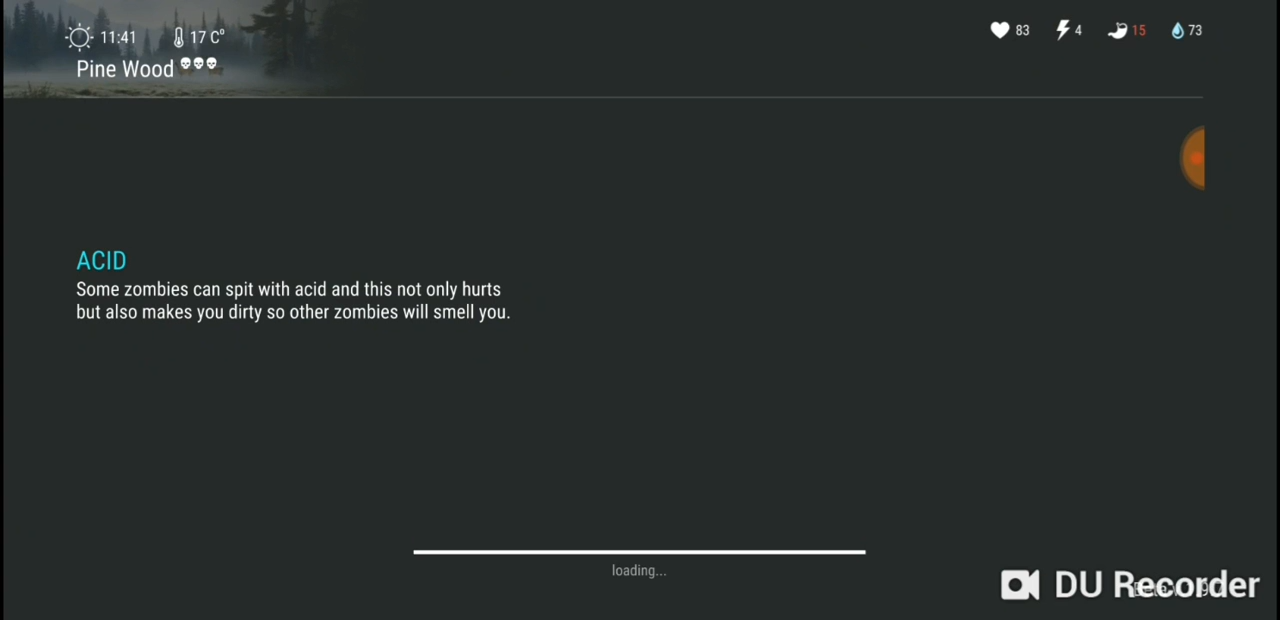 11:41 17 C°
83 4 15 73
Pine Wood
ACID
Some zombies can spit with acid and this not only hurts
but also makes you dirty so other zombies will smell you.
loading...
DU Recorder